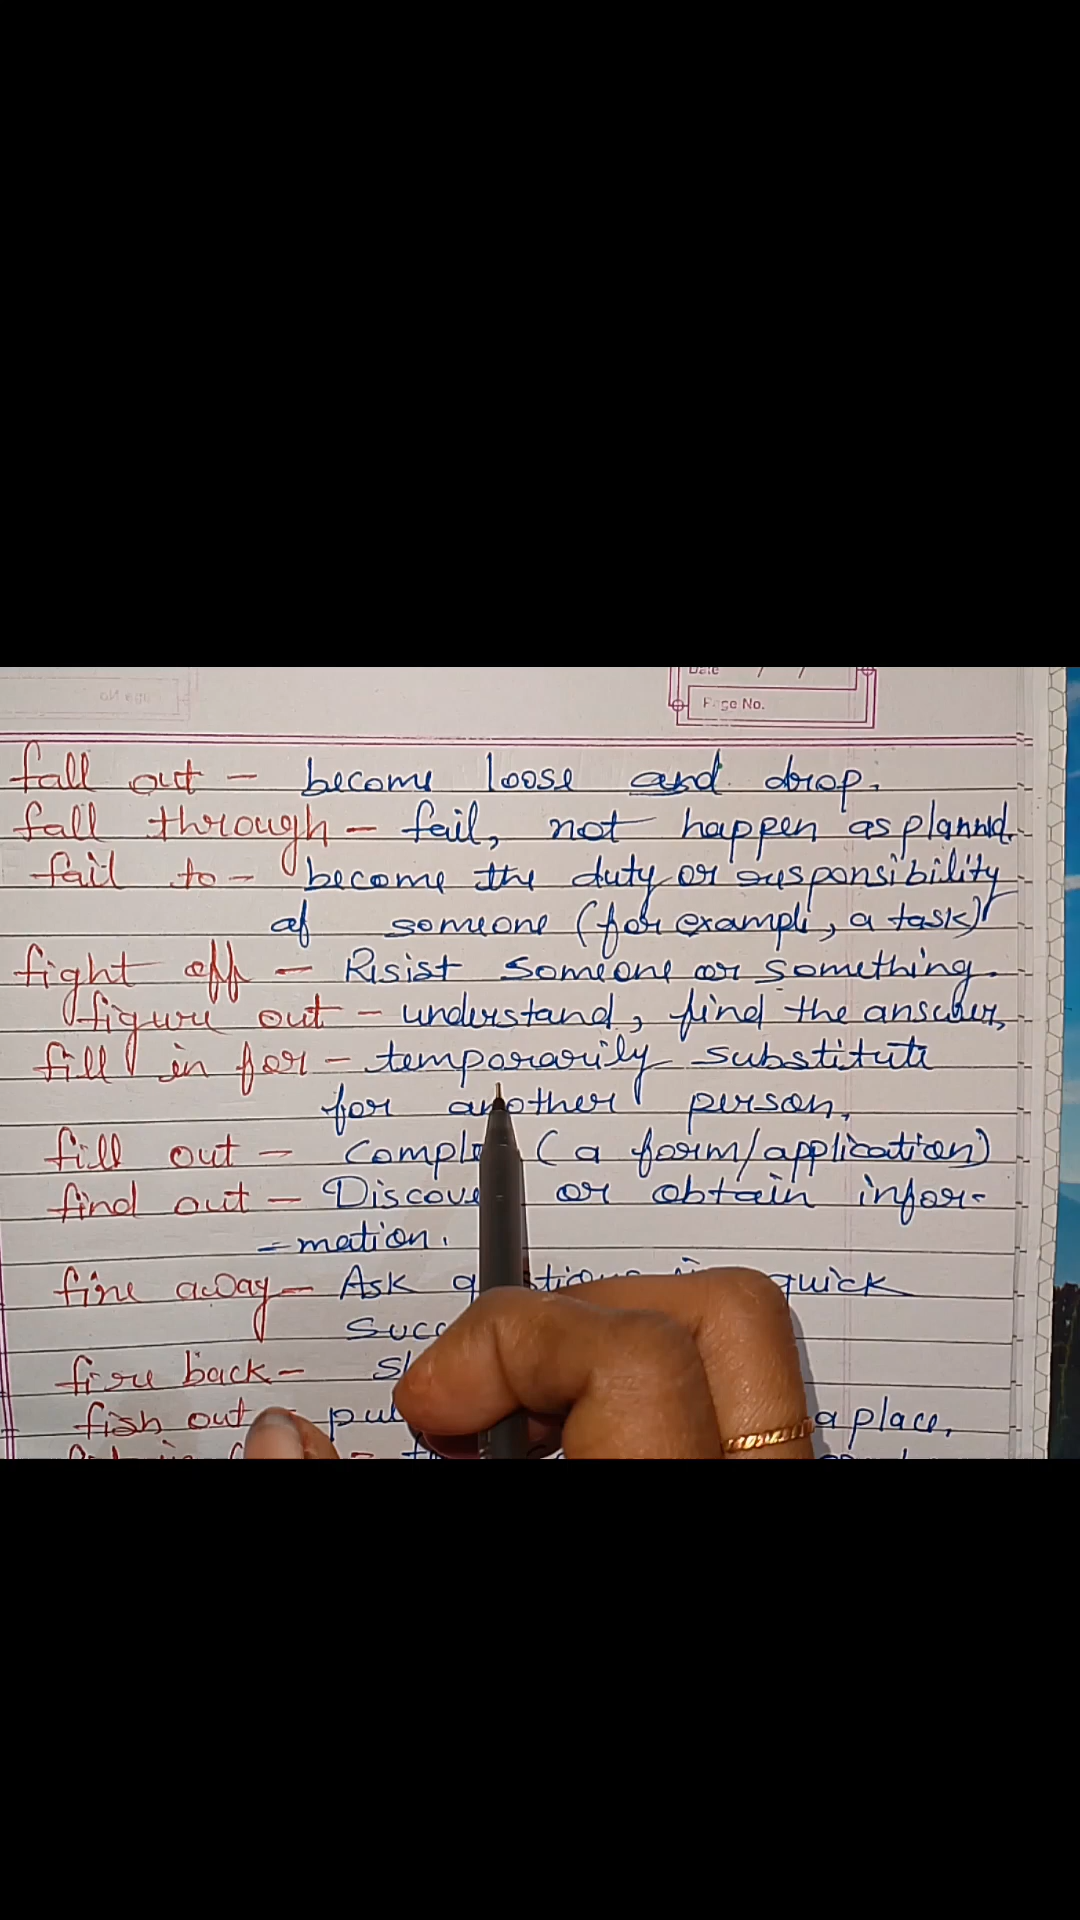 Date / /
Page No.
fall out - become loose and drop.
fall through - fail, not happen as planned.
fail to - become the duty or responsibility
of someone (for example, a task)
fight off - Resist someone or something.
figure out - understand, find the answer,
fill in for - temporarily substitute
for another person.
fill out - Comple (a form/application)
find out - Discove or obtain infor-
-mation.
fire away - Ask quick
Succ
fire back -
fish out - pul a place.